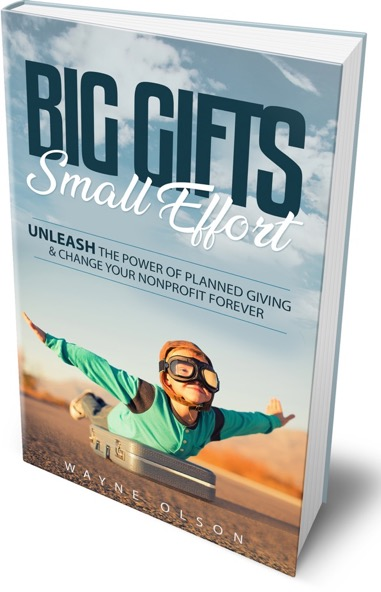 BIG GIFTS
Small Effort
UNLEASH THE POWER OF PLANNED GIVING
& CHANGE YOUR NONPROFIT FOREVER
WAYNE OLSON